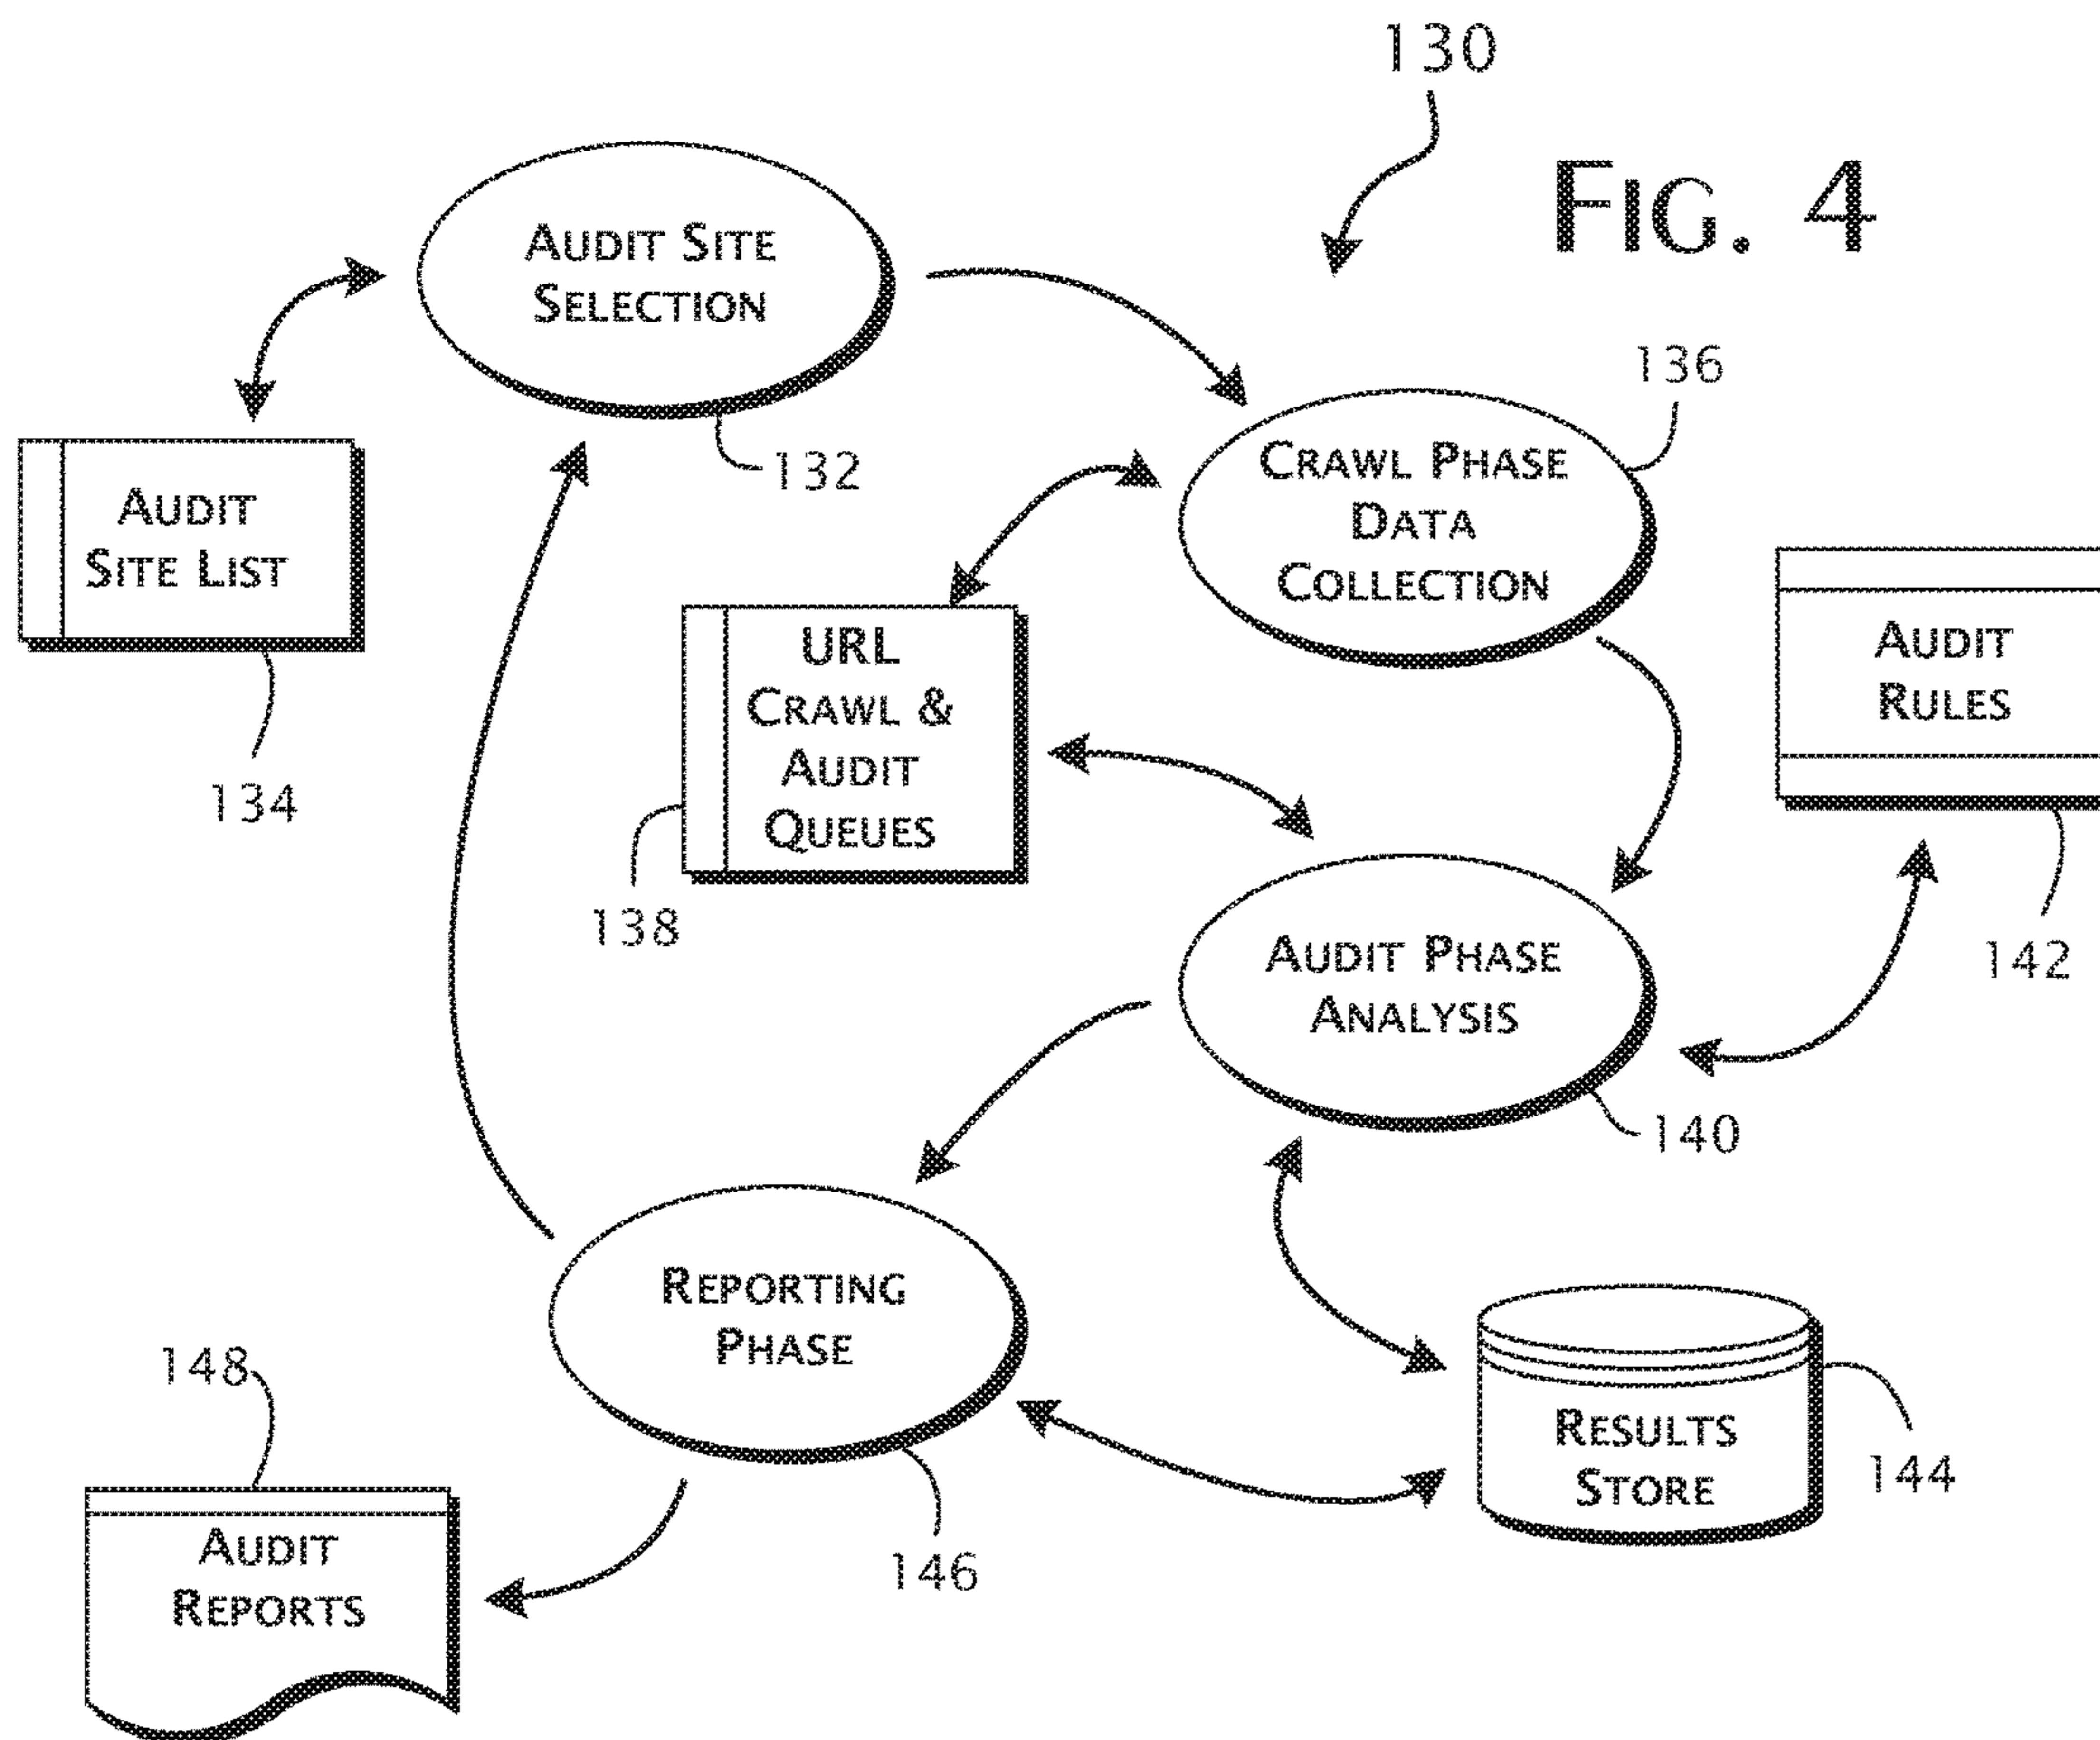 130
FIG. 4
AUDIT SITE
SELECTION
132
136
CRAWL PHASE
DATA
COLLECTION
AUDIT
SITE LIST
134
URL
CRAWL &
AUDIT
QUEUES
138
AUDIT
RULES
142
AUDIT PHASE
ANALYSIS
140
REPORTING
PHASE
146
RESULTS
STORE
144
148
AUDIT
REPORTS